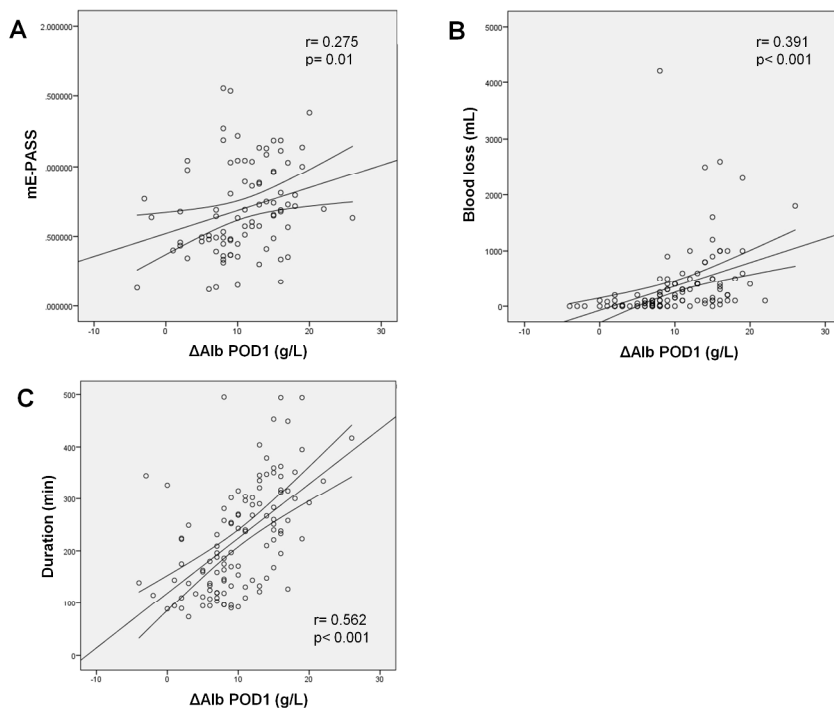 A
r= 0.275
p= 0.01
mE-PASS
2.000000
.500000
.000000
.500000
.000000
-10 0 10 20 30
ΔAlb POD1 (g/L)
B
r= 0.391
p< 0.001
Blood loss (mL)
5000
4000
3000
2000
1000
0
-10 0 10 20 30
ΔAlb POD1 (g/L)
C
Duration (min)
500
400
300
200
100
0
r= 0.562
p< 0.001
-10 0 10 20 30
ΔAlb POD1 (g/L)